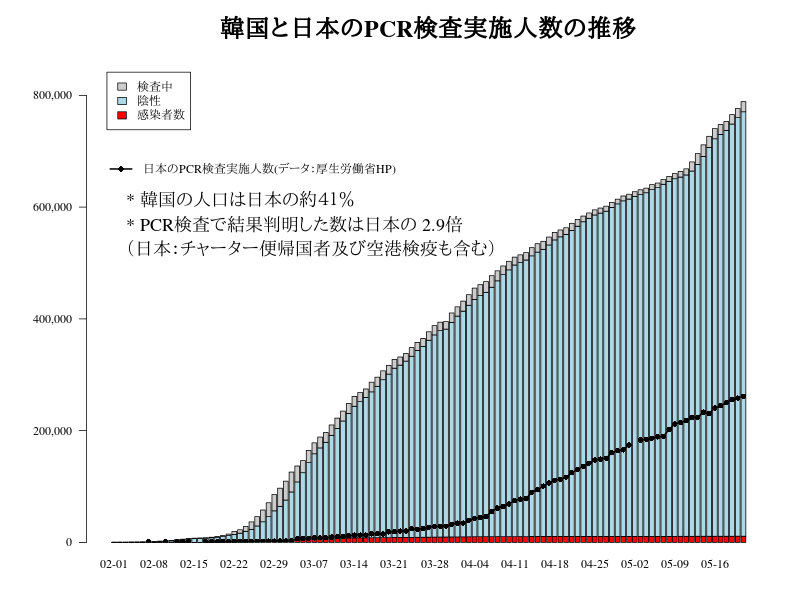 韓国と日本のPCR検査実施人数の推移
検査中
陰性
感染者数
日本のPCR検査実施人数(データ：厚生労働省HP)
* 韓国の人口は日本の約41%
* PCR検査で結果判明した数は日本の 2.9倍
（日本：チャーター便帰国者及び空港検疫も含む）
800,000
600,000
400,000
200,000
0
02-01 02-08 02-15 02-22 02-29 03-07 03-14 03-21 03-28 04-04 04-11 04-18 04-25 05-02 05-09 05-16